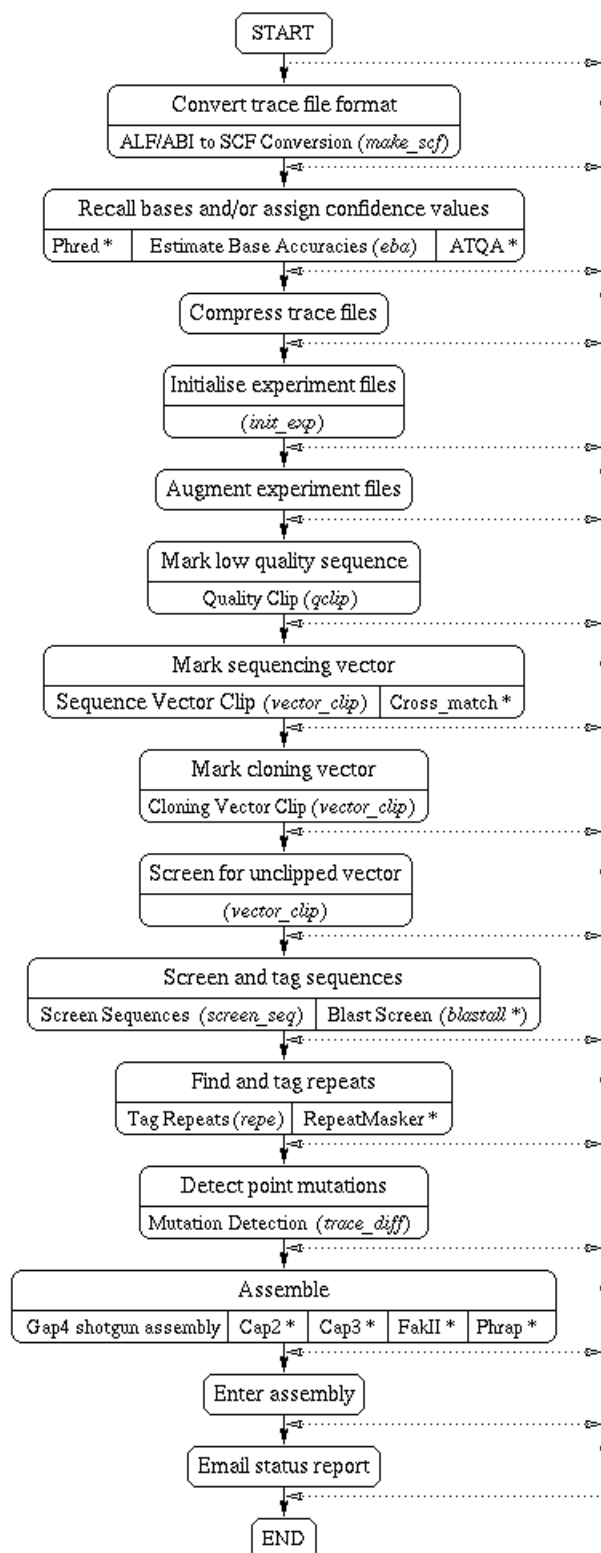 START
Convert trace file format
ALF/ABI to SCF Conversion (make_scf)
Recall bases and/or assign confidence values
Phred * Estimate Base Accuracies (eba) ATQA *
Compress trace files
Initialise experiment files
(init_exp)
Augment experiment files
Mark low quality sequence
Quality Clip (qclip)
Mark sequencing vector
Sequence Vector Clip (vector_clip) Cross_match *
Mark cloning vector
Cloning Vector Clip (vector_clip)
Screen for unclipped vector
(vector_clip)
Screen and tag sequences
Screen Sequences (screen_seq) Blast Screen (blastall *)
Find and tag repeats
Tag Repeats (repe) RepeatMasker *
Detect point mutations
Mutation Detection (trace_diff)
Assemble
Gap4 shotgun assembly Cap2 * Cap3 * FakII * Phrap *
Enter assembly
Email status report
END